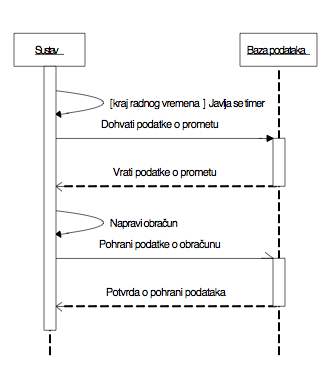 Sustav
Baza podataka
[kraj radnog vremena ] Javlja se timer
Dohvati podatke o prometu
Vrati podatke o prometu
Napravi obračun
Pohrani podatke o obračunu
Potvrda o pohrani podataka